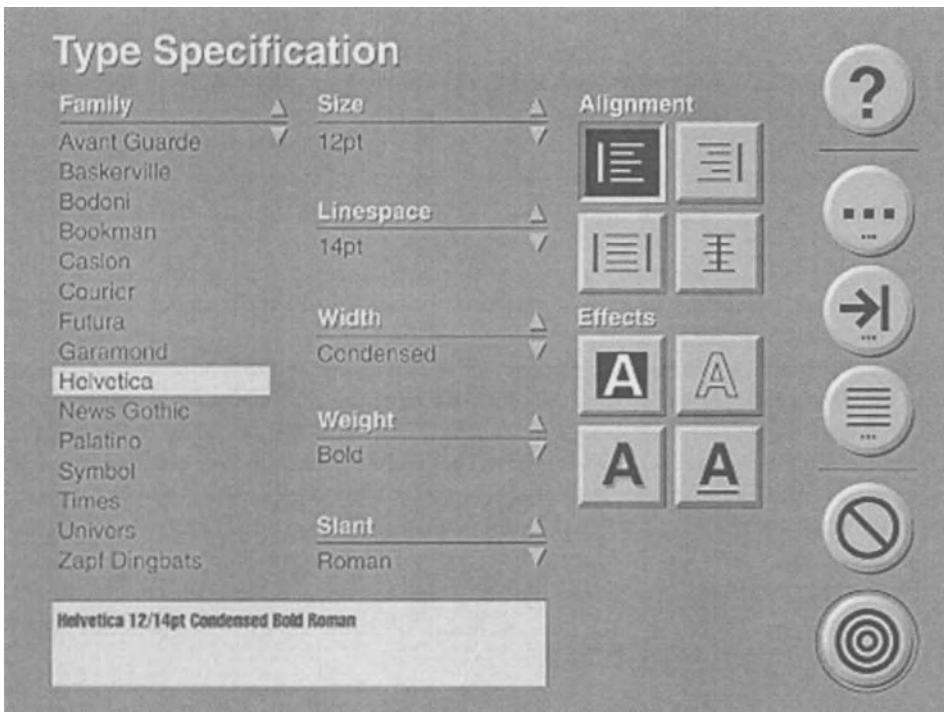 Type Specification
Family
Avant Guarde
Baskerville
Bodoni
Bookman
Caslon
Courier
Futura
Garamond
Helvetica
News Gothic
Palatino
Symbol
Times
Univers
Zapf Dingbats
Size
12pt
Linespace
14pt
Width
Condensed
Weight
Bold
Slant
Roman
Alignment
Effects
A
A
A
A
?
Helvetica 12/14pt Condensed Bold Roman